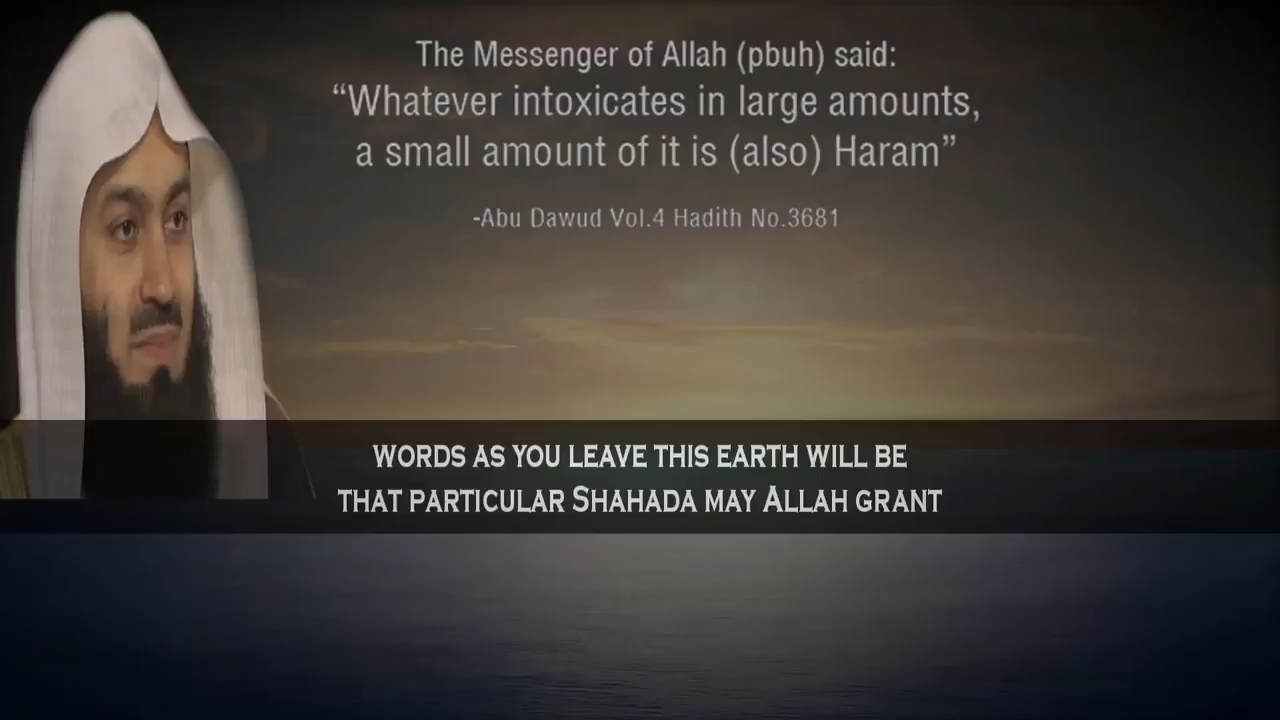 The Messenger of Allah (pbuh) said:
“Whatever intoxicates in large amounts,
a small amount of it is (also) Haram”
-Abu Dawud Vol.4 Hadith No.3681
WORDS AS YOU LEAVE THIS EARTH WILL BE
THAT PARTICULAR SHAHADA MAY ALLAH GRANT